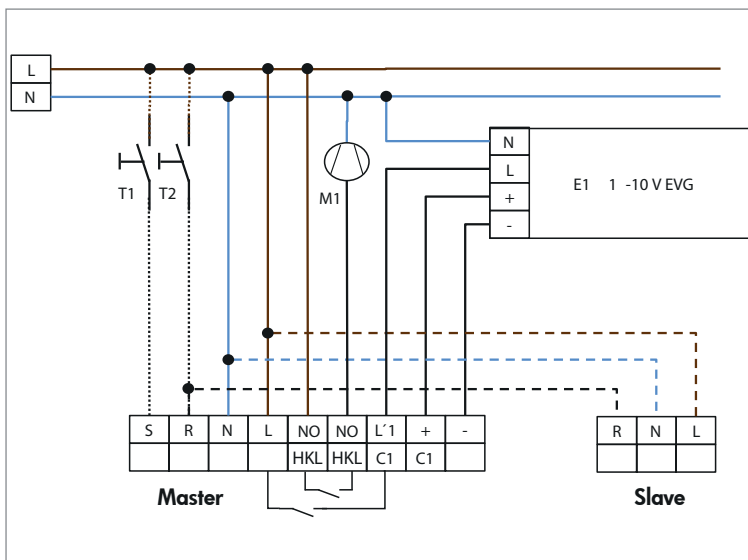 L
N
T1 T2 M1
N
L
+
-
E1 1 -10 V EVG
S R N L NO NO L´1 + -
HKL HKL C1 C1
R N L
Master Slave